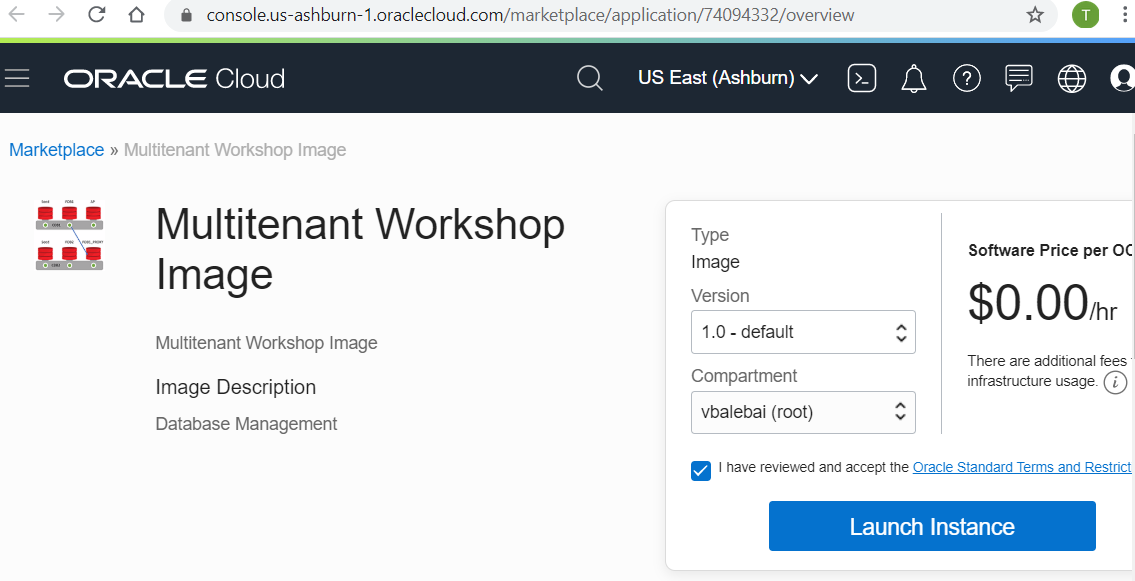 console.us-ashburn-1.oraclecloud.com/marketplace/application/74094332/overview
T
ORACLE Cloud
US East (Ashburn)
Marketplace » Multitenant Workshop Image
Multitenant Workshop
Image
Multitenant Workshop Image
Image Description
Database Management
Type
Image
Version
1.0 - default
Compartment
vbalebai (root)
Software Price per OC
$0.00/hr
There are additional fees
infrastructure usage.
I have reviewed and accept the Oracle Standard Terms and Restrict
Launch Instance